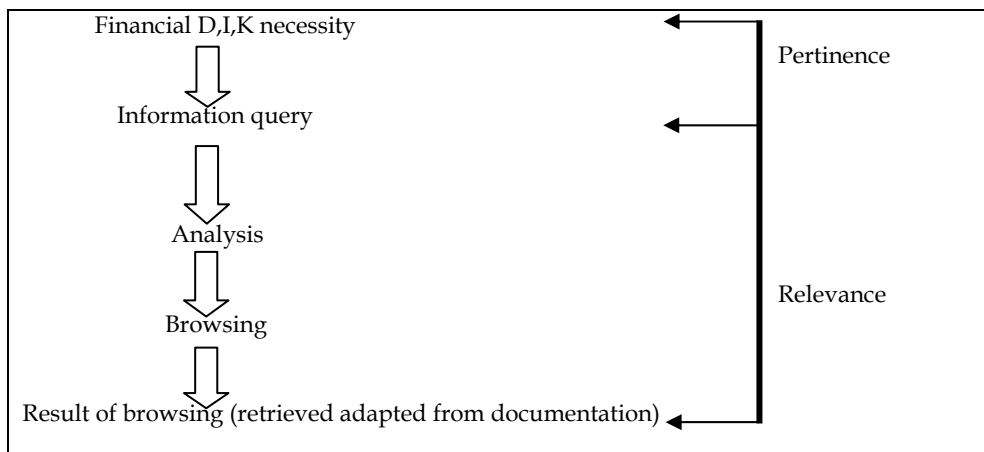 Financial D,I,K necessity
Pertinence
Information query
Analysis
Relevance
Browsing
Result of browsing (retrieved adapted from documentation)